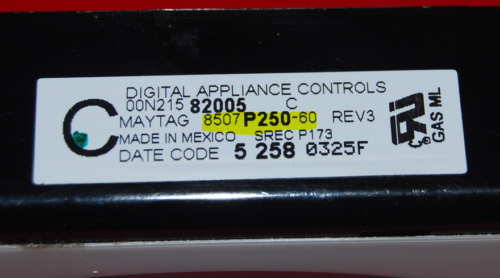 DIGITAL APPLIANCE CONTROLS
00N215 82005 C
MAYTAG 8507P250-60 REV3
MADE IN MEXICO SREC P173
DATE CODE 5 258 0325F
C
GAS ML